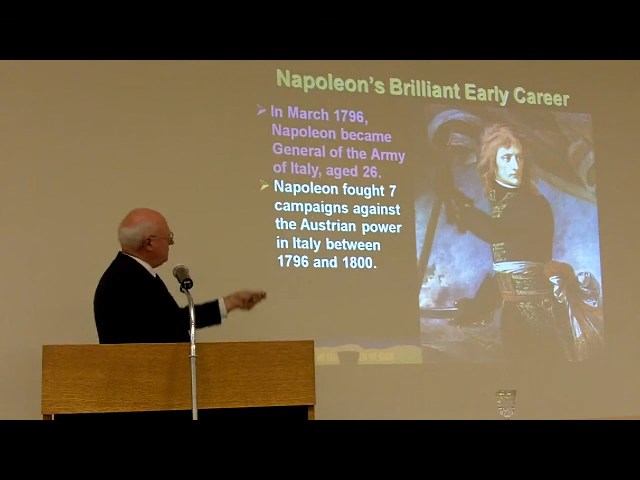 Napoleon's Brilliant Early Career
In March 1796,
Napoleon became
General of the Army
of Italy, aged 26.
Napoleon fought 7
campaigns against
the Austrian power
in Italy between
1796 and 1800.